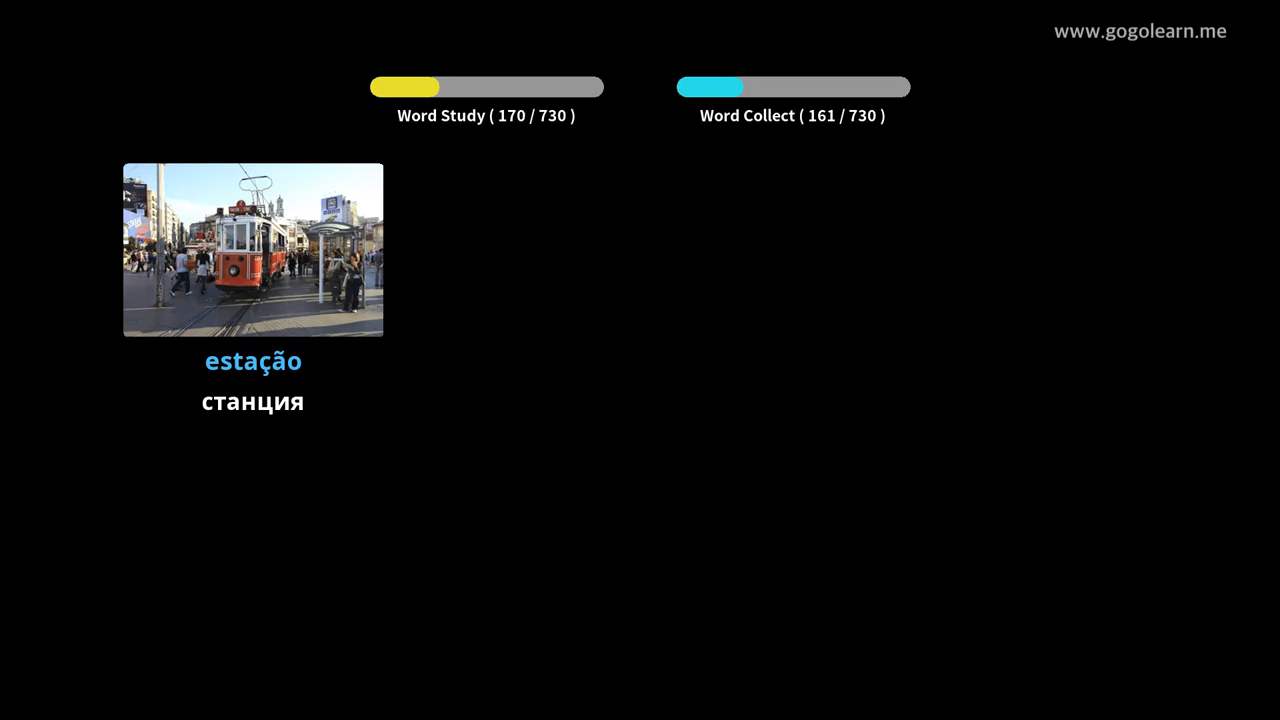 www.gogolearn.me
Word Study ( 170 / 730 )
Word Collect ( 161 / 730 )
estação
станция